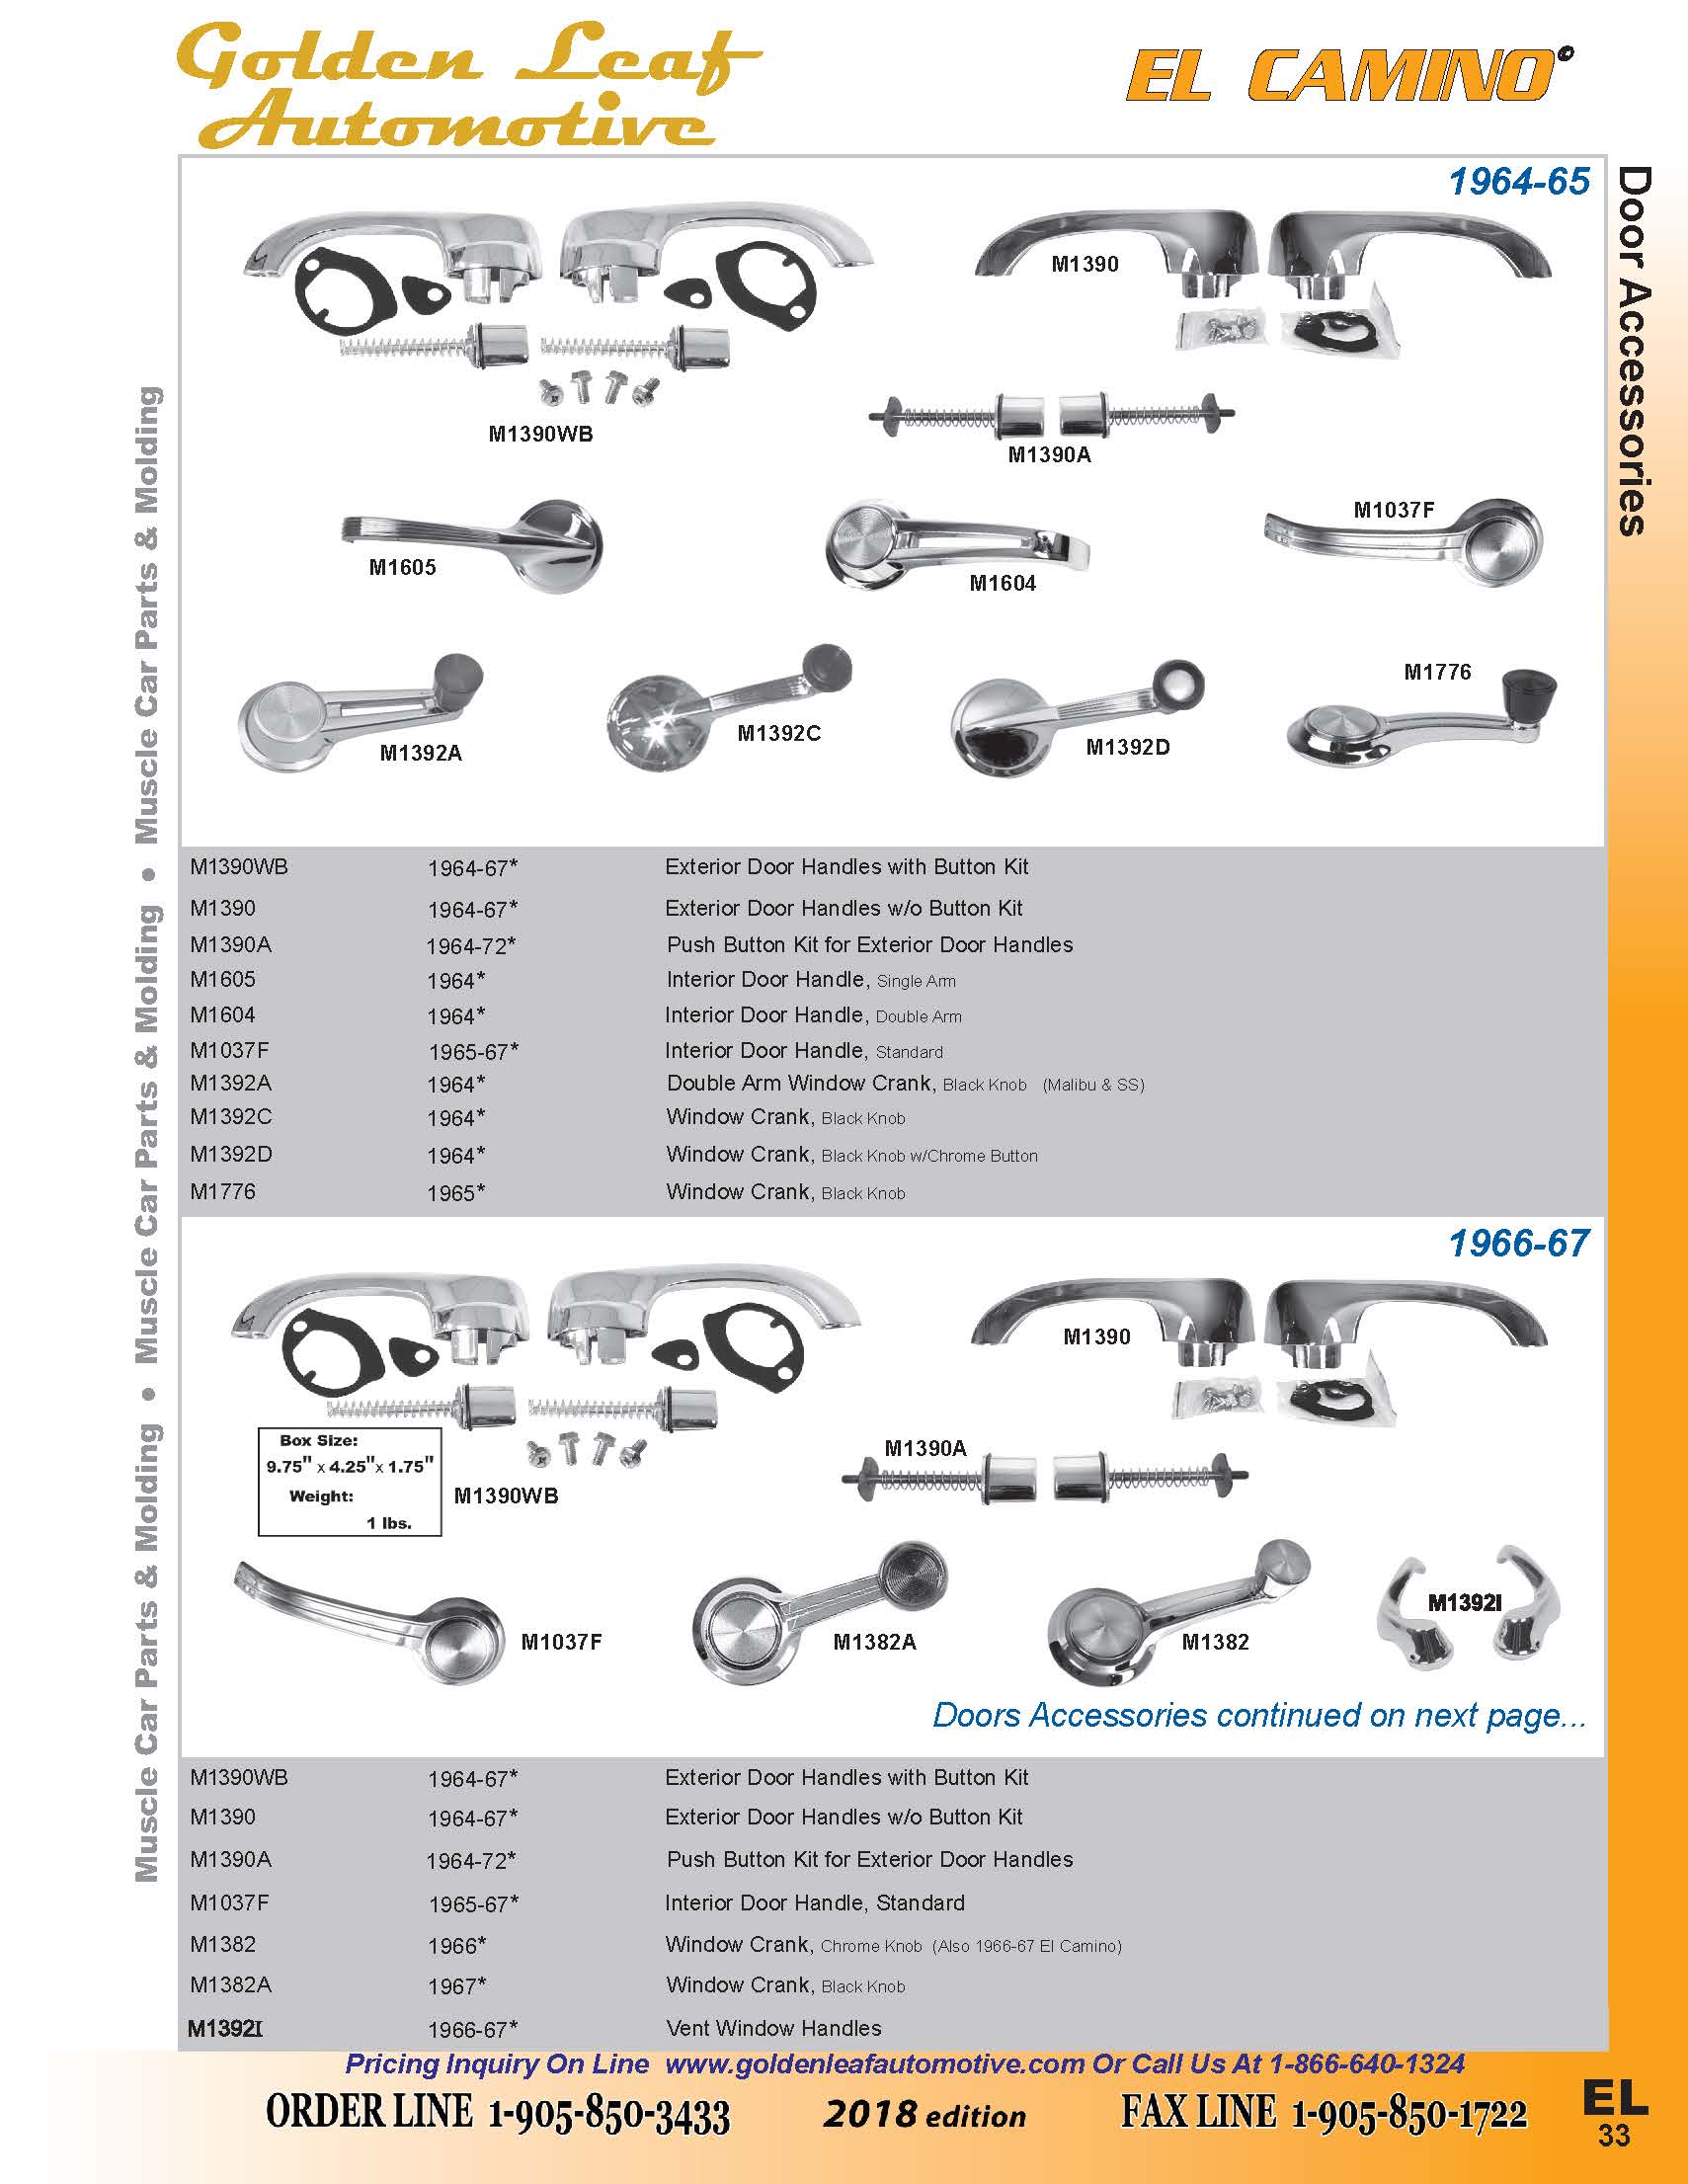 Golden Leaf
Automotive
EL CAMINO
Door Accessories
Muscle Car Parts & Molding • Muscle Car Parts & Molding • Muscle Car Parts & Molding
1964-65
M1390
M1390WB
M1390A
M1605
M1604
M1037F
M1392A
M1392C
M1392D
M1776
M1390WB 1964-67* Exterior Door Handles with Button Kit
M1390 1964-67* Exterior Door Handles w/o Button Kit
M1390A 1964-72* Push Button Kit for Exterior Door Handles
M1605 1964* Interior Door Handle, Single Arm
M1604 1964* Interior Door Handle, Double Arm
M1037F 1965-67* Interior Door Handle, Standard
M1392A 1964* Double Arm Window Crank, Black Knob (Malibu & SS)
M1392C 1964* Window Crank, Black Knob
M1392D 1964* Window Crank, Black Knob w/Chrome Button
M1776 1965* Window Crank, Black Knob
1966-67
M1390
Box Size:
9.75" x 4.25" x 1.75"
Weight:
1 lbs.
M1390WB
M1390A
M1037F
M1382A
M1382
M1392I
Doors Accessories continued on next page...
M1390WB 1964-67* Exterior Door Handles with Button Kit
M1390 1964-67* Exterior Door Handles w/o Button Kit
M1390A 1964-72* Push Button Kit for Exterior Door Handles
M1037F 1965-67* Interior Door Handle, Standard
M1382 1966* Window Crank, Chrome Knob (Also 1966-67 El Camino)
M1382A 1967* Window Crank, Black Knob
M1392I 1966-67* Vent Window Handles
Pricing Inquiry On Line www.goldenleafautomotive.com Or Call Us At 1-866-640-1324
ORDER LINE 1-905-850-3433 2018 edition FAX LINE 1-905-850-1722
EL
33